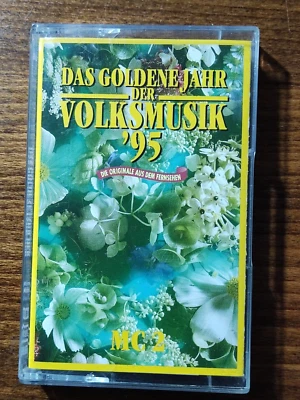 DAS GOLDENE JAHR
DER
VOLKSMUSIK
'95
DIE ORIGINALE AUS DEM FERNSEHEN
MC 2